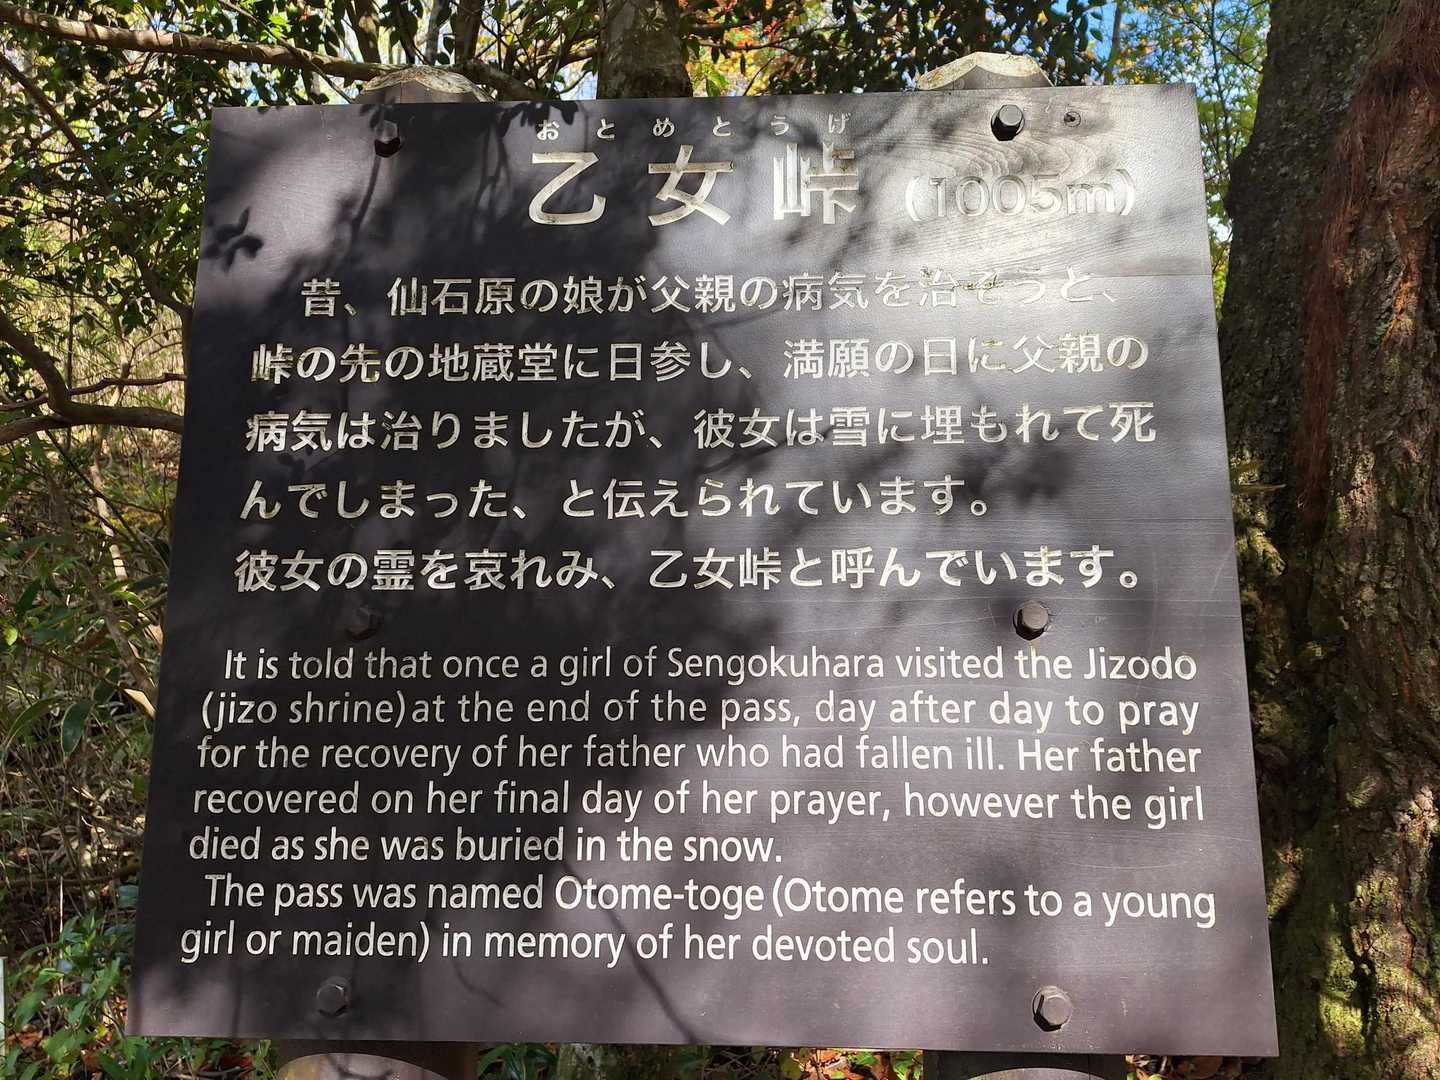 おとめとうげ
乙女峠 (1005m)
昔、仙石原の娘が父親の病気を治そうと、
峠の先の地蔵堂に日参し、満願の日に父親の
病気は治りましたが、彼女は雪に埋もれて死
んでしまった、と伝えられています。
彼女の霊を哀れみ、乙女峠と呼んでいます。
It is told that once a girl of Sengokuhara visited the Jizodo
(jizo shrine) at the end of the pass, day after day to pray
for the recovery of her father who had fallen ill. Her father
recovered on her final day of her prayer, however the girl
died as she was buried in the snow.
The pass was named Otome-toge (Otome refers to a young
girl or maiden) in memory of her devoted soul.